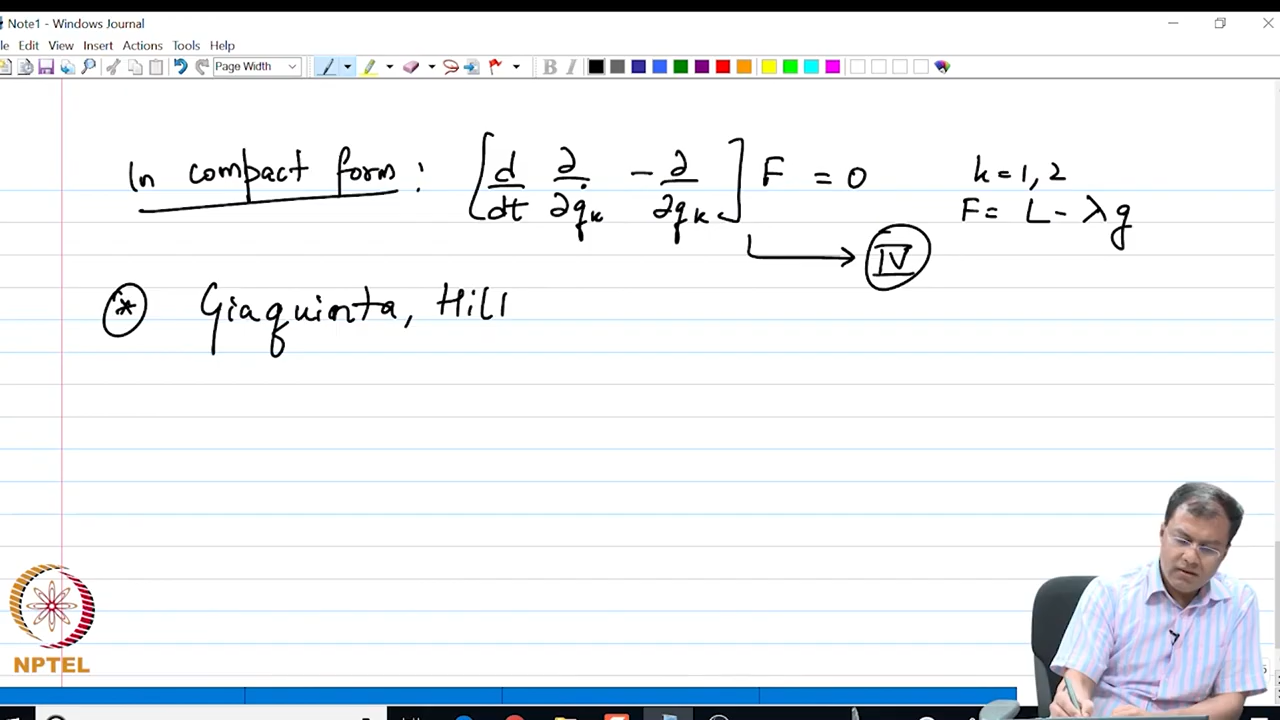 Note1 - Windows Journal
le Edit View Insert Actions Tools Help
Page Width
In compact form : [d/dt ∂/∂q̇k - ∂/∂qk] F = 0 k = 1, 2
F = L - λg
IV
* Giaquinta, Hill
NPTEL